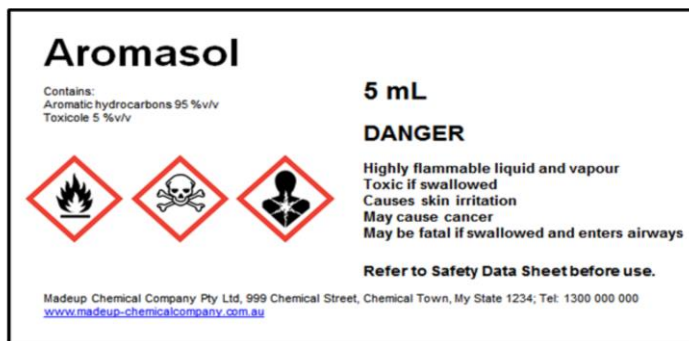 Aromasol
Contains:
Aromatic hydrocarbons 95 %v/v
Toxicole 5 %v/v
5 mL
DANGER
Highly flammable liquid and vapour
Toxic if swallowed
Causes skin irritation
May cause cancer
May be fatal if swallowed and enters airways
Refer to Safety Data Sheet before use.
Madeup Chemical Company Pty Ltd, 999 Chemical Street, Chemical Town, My State 1234; Tel: 1300 000 000
www.madeup-chemicalcompany.com.au